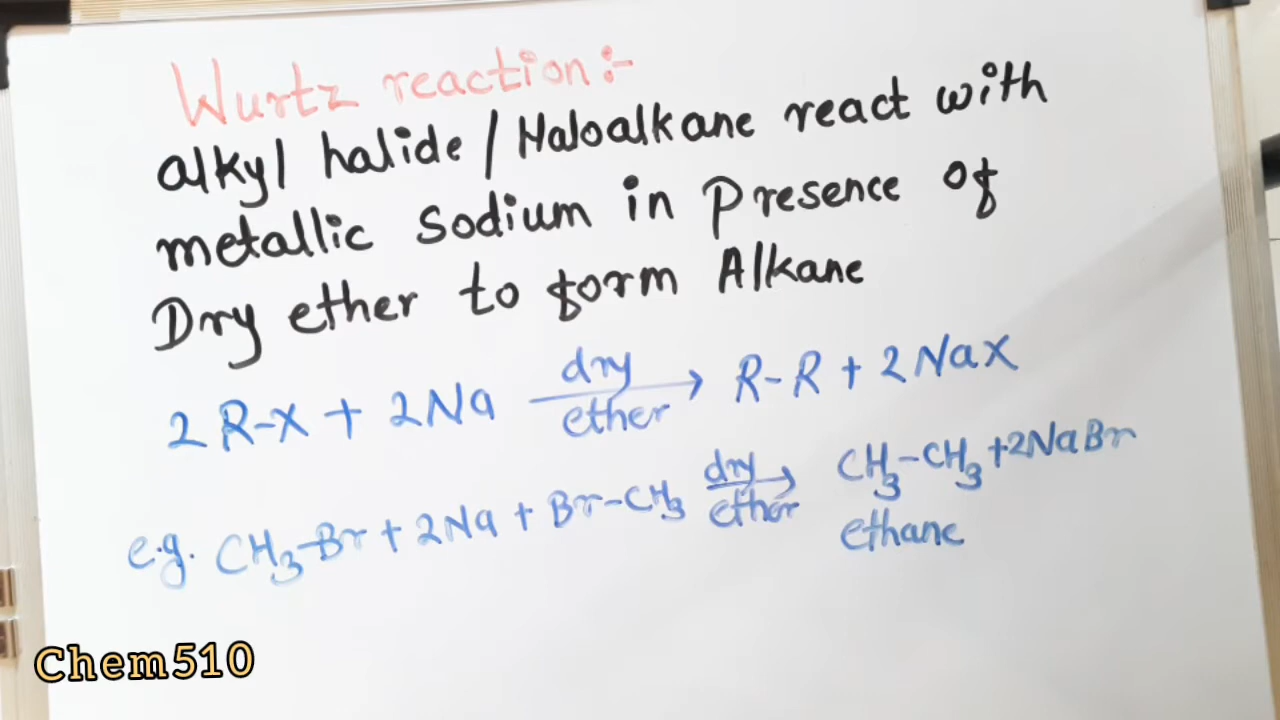 Wurtz reaction:-
alkyl halide / Haloalkane react with
metallic sodium in Presence of
Dry ether to form Alkane
2 R-X + 2Na dry ether → R-R + 2NaX
e.g. CH3-Br + 2Na + Br-CH3 dry ether → CH3-CH3 + 2NaBr
ethane
Chem510